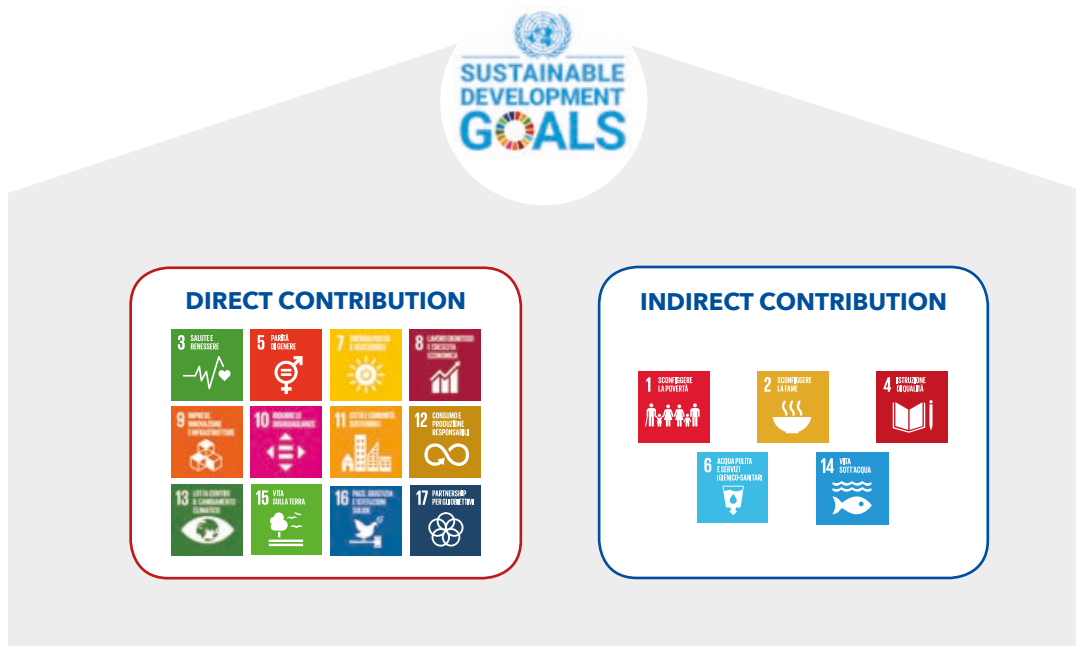 SUSTAINABLE
DEVELOPMENT
GOALS
DIRECT CONTRIBUTION
3 SALUTE E
BENESSERE
5 PARITÀ
DI GENERE
7 ENERGIA PULITA
E ACCESSIBILE
8 LAVORO DIGNITOSO
E CRESCITA
ECONOMICA
9 IMPRESE,
INNOVAZIONE
E INFRASTRUTTURE
10 RIDURRE LE
DISUGUAGLIANZE
11 CITTÀ E COMUNITÀ
SOSTENIBILI
12 CONSUMO E
PRODUZIONE
RESPONSABILI
13 LOTTA CONTRO
IL CAMBIAMENTO
CLIMATICO
15 VITA
SULLA TERRA
16 PACE, GIUSTIZIA
E ISTITUZIONI
SOLIDE
17 PARTNERSHIP
PER GLI OBIETTIVI
INDIRECT CONTRIBUTION
1 SCONFIGGERE
LA POVERTÀ
2 SCONFIGGERE
LA FAME
4 ISTRUZIONE
DI QUALITÀ
6 ACQUA PULITA
E SERVIZI
IGIENICO-SANITARI
14 VITA
SOTT'ACQUA